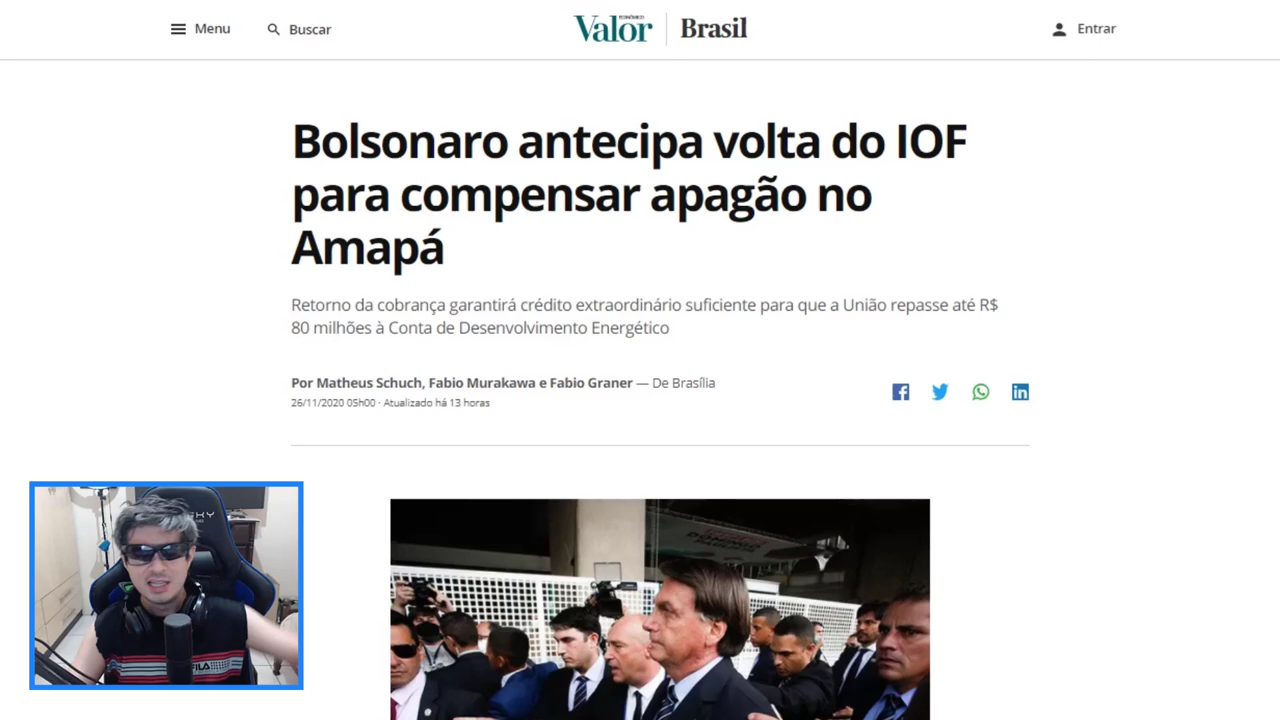 Menu
Buscar
ECONÔMICO
Valor
Brasil
Entrar
Bolsonaro antecipa volta do IOF
para compensar apagão no
Amapá
Retorno da cobrança garantirá crédito extraordinário suficiente para que a União repasse até R$
80 milhões à Conta de Desenvolvimento Energético
Por Matheus Schuch, Fabio Murakawa e Fabio Graner — De Brasília
26/11/2020 05h00 · Atualizado há 13 horas
FILA